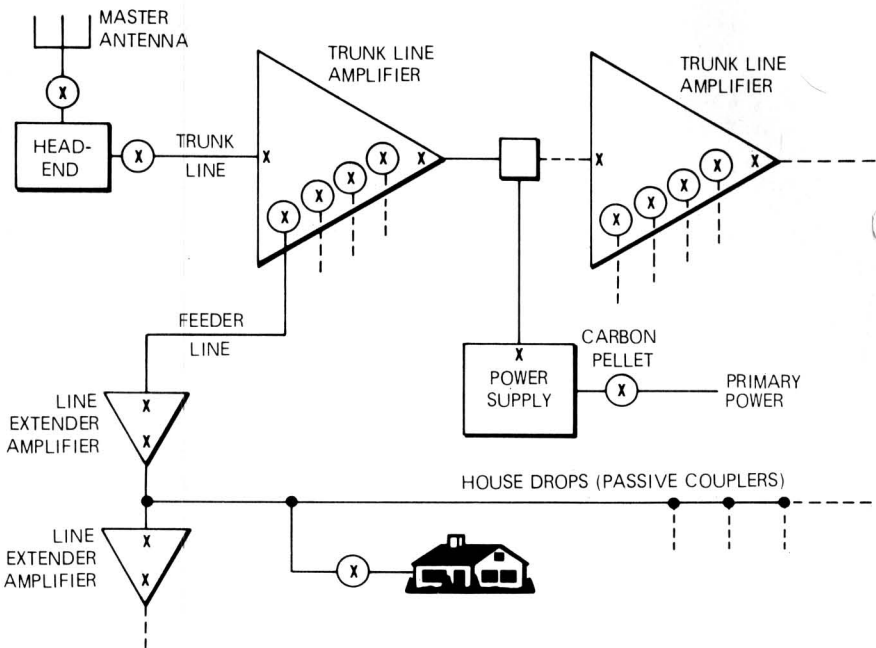 MASTER
ANTENNA
TRUNK LINE
AMPLIFIER
TRUNK LINE
AMPLIFIER
X
HEAD-
END
X
TRUNK
LINE
X
X
X
X
X
X
X
X
X
X
X
X
FEEDER
LINE
CARBON
PELLET
X
POWER
SUPPLY
X
PRIMARY
POWER
LINE
EXTENDER
AMPLIFIER
X
X
HOUSE DROPS (PASSIVE COUPLERS)
LINE
EXTENDER
AMPLIFIER
X
X
X